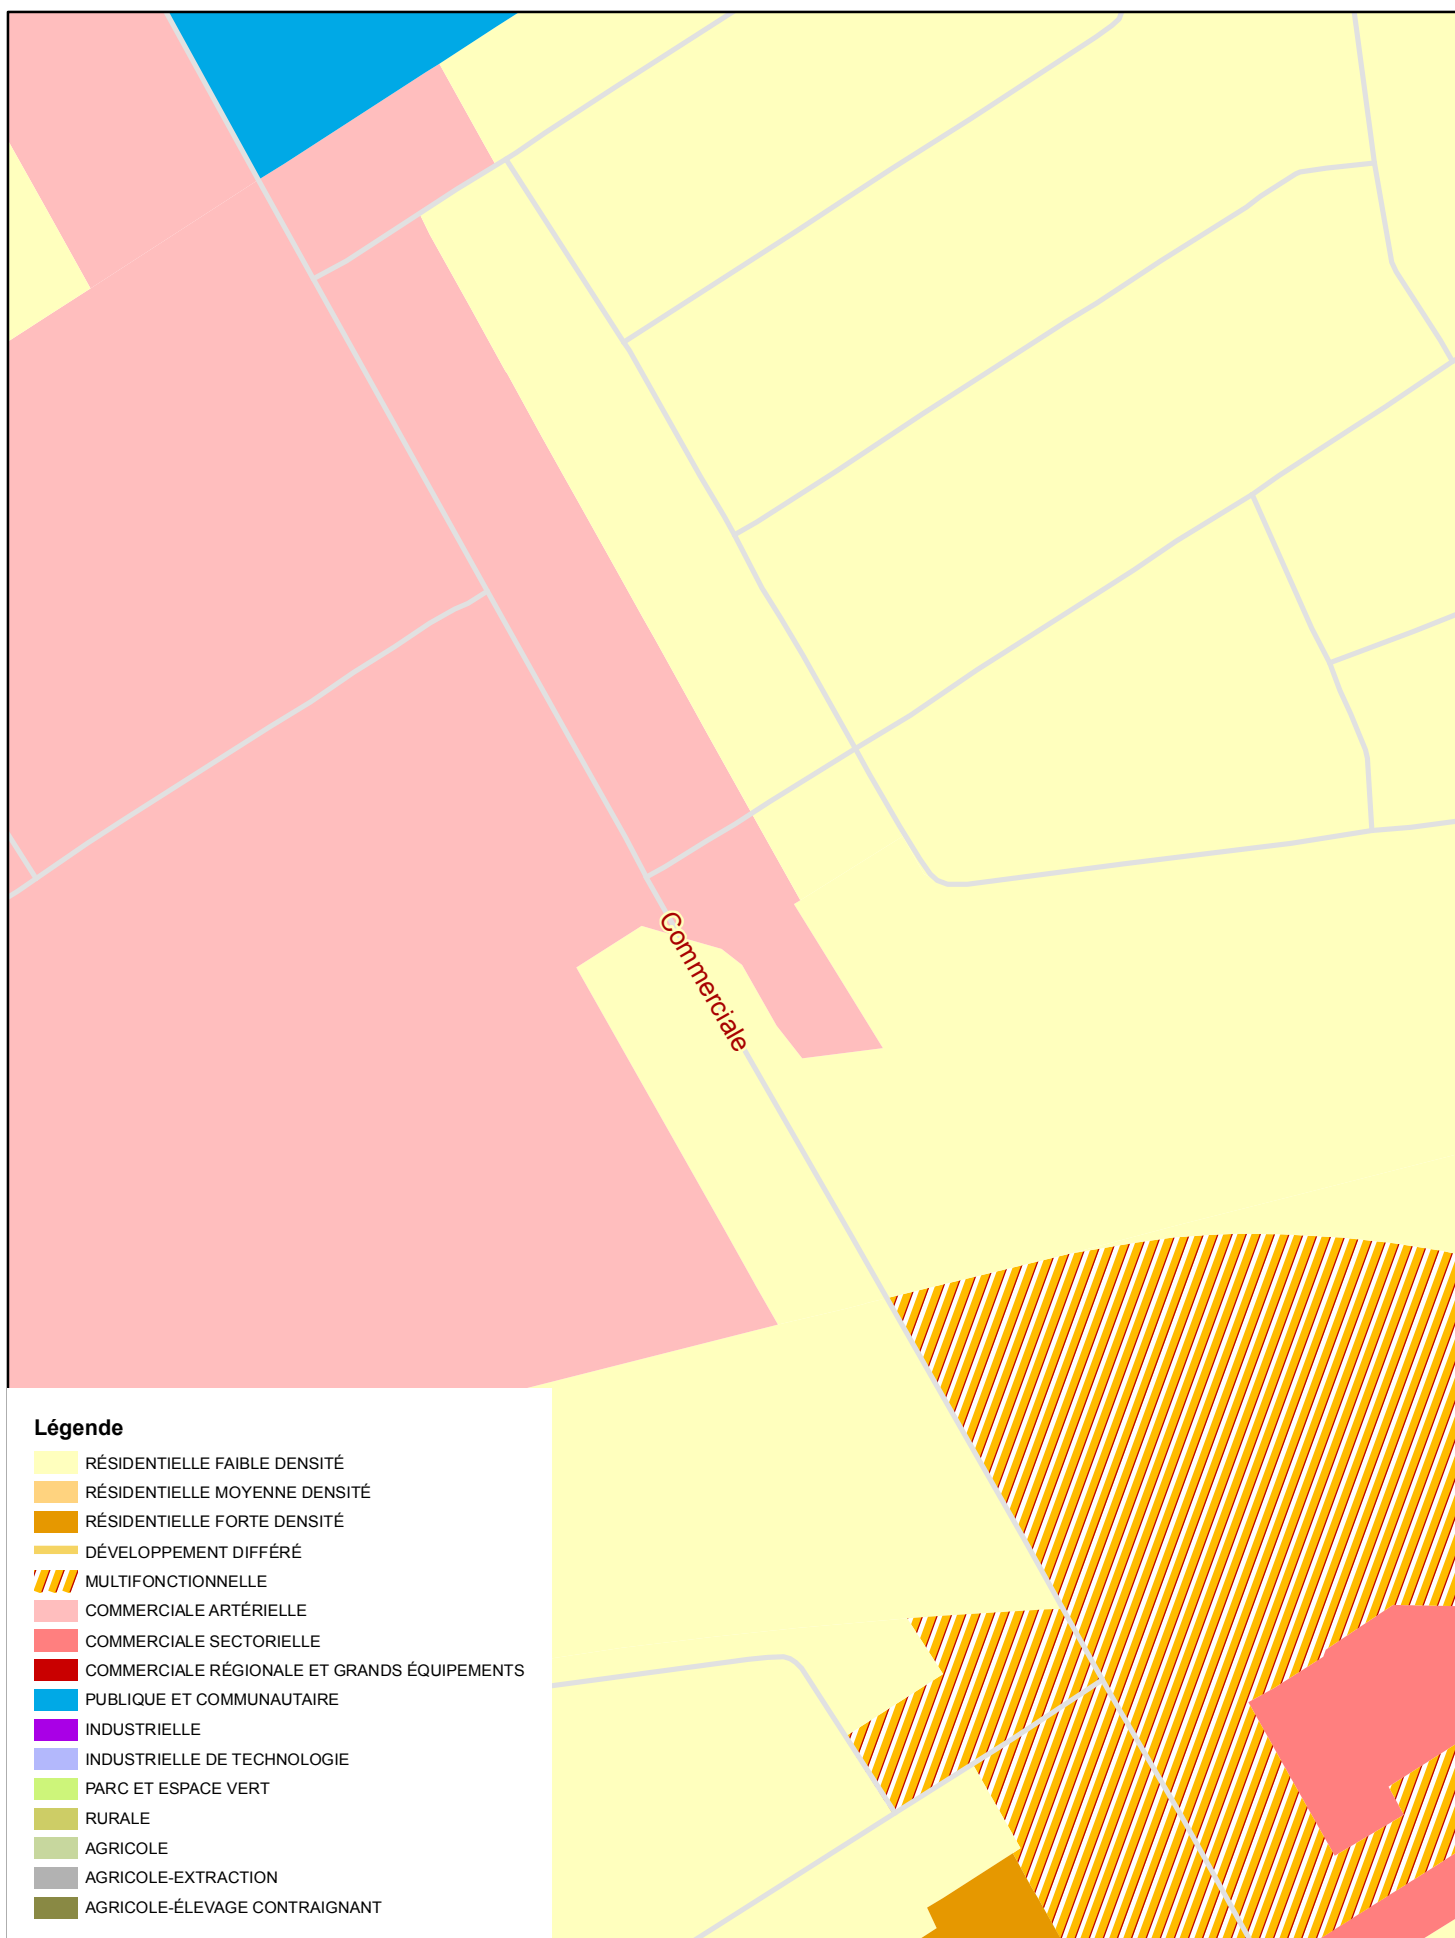 Commerciale
Légende
RÉSIDENTIELLE FAIBLE DENSITÉ
RÉSIDENTIELLE MOYENNE DENSITÉ
RÉSIDENTIELLE FORTE DENSITÉ
DÉVELOPPEMENT DIFFÉRÉ
MULTIFONCTIONNELLE
COMMERCIALE ARTÉRIELLE
COMMERCIALE SECTORIELLE
COMMERCIALE RÉGIONALE ET GRANDS ÉQUIPEMENTS
PUBLIQUE ET COMMUNAUTAIRE
INDUSTRIELLE
INDUSTRIELLE DE TECHNOLOGIE
PARC ET ESPACE VERT
RURALE
AGRICOLE
AGRICOLE-EXTRACTION
AGRICOLE-ÉLEVAGE CONTRAIGNANT